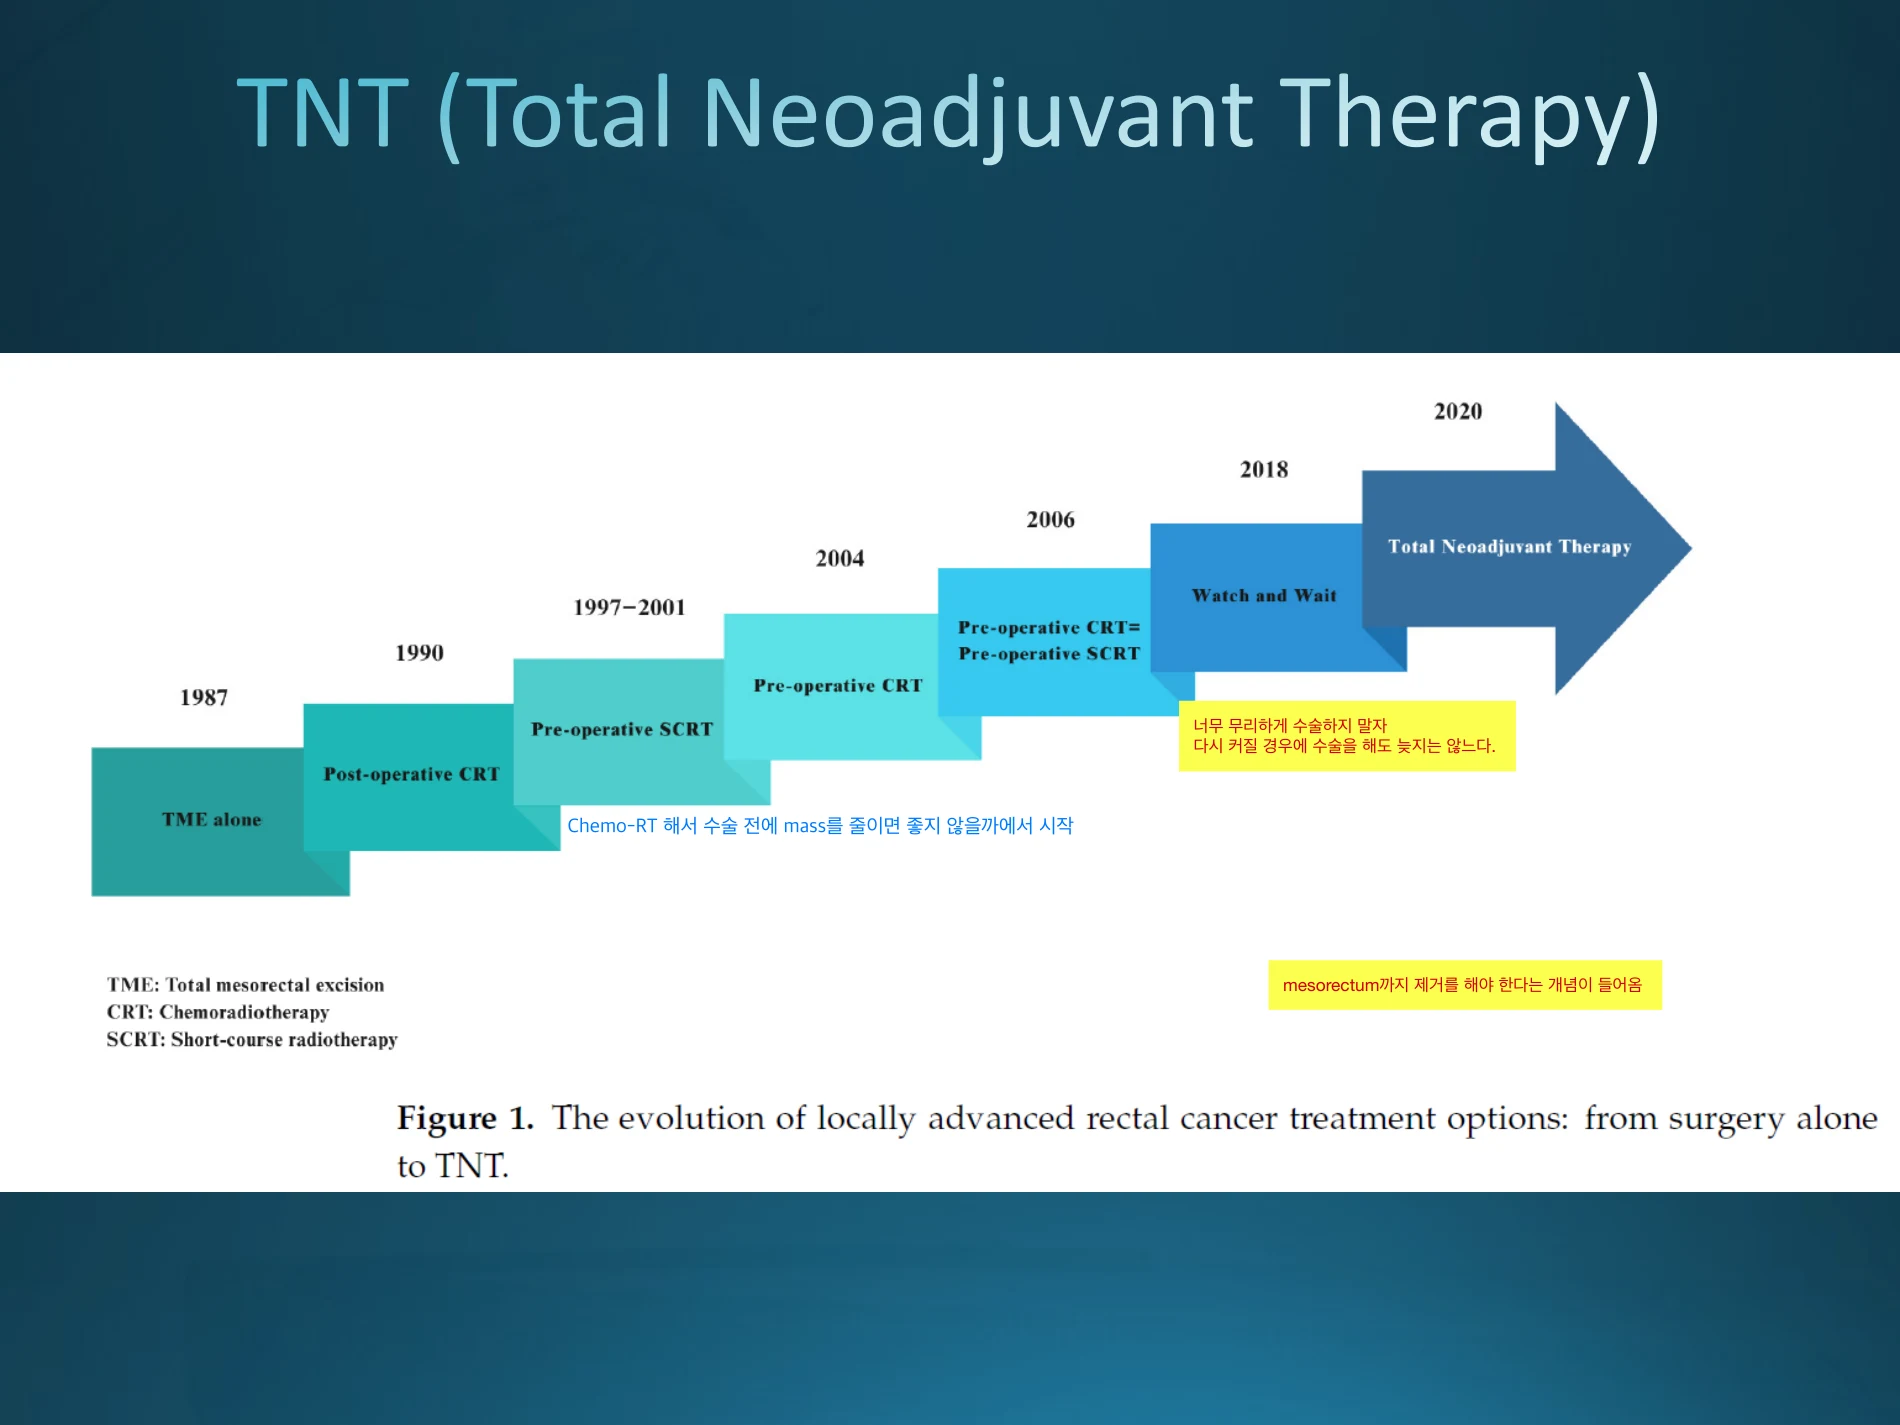 TNT (Total Neoadjuvant Therapy)
2020
2018
2006
2004
1997–2001
1990
1987
Total Neoadjuvant Therapy
Watch and Wait
Pre-operative CRT=
Pre-operative SCRT
Pre-operative CRT
Pre-operative SCRT
Post-operative CRT
TME alone
너무 무리하게 수술하지 말자
다시 커질 경우에 수술을 해도 늦지는 않느다.
Chemo-RT 해서 수술 전에 mass를 줄이면 좋지 않을까에서 시작
mesorectum까지 제거를 해야 한다는 개념이 들어옴
TME: Total mesorectal excision
CRT: Chemoradiotherapy
SCRT: Short-course radiotherapy
Figure 1. The evolution of locally advanced rectal cancer treatment options: from surgery alone
to TNT.